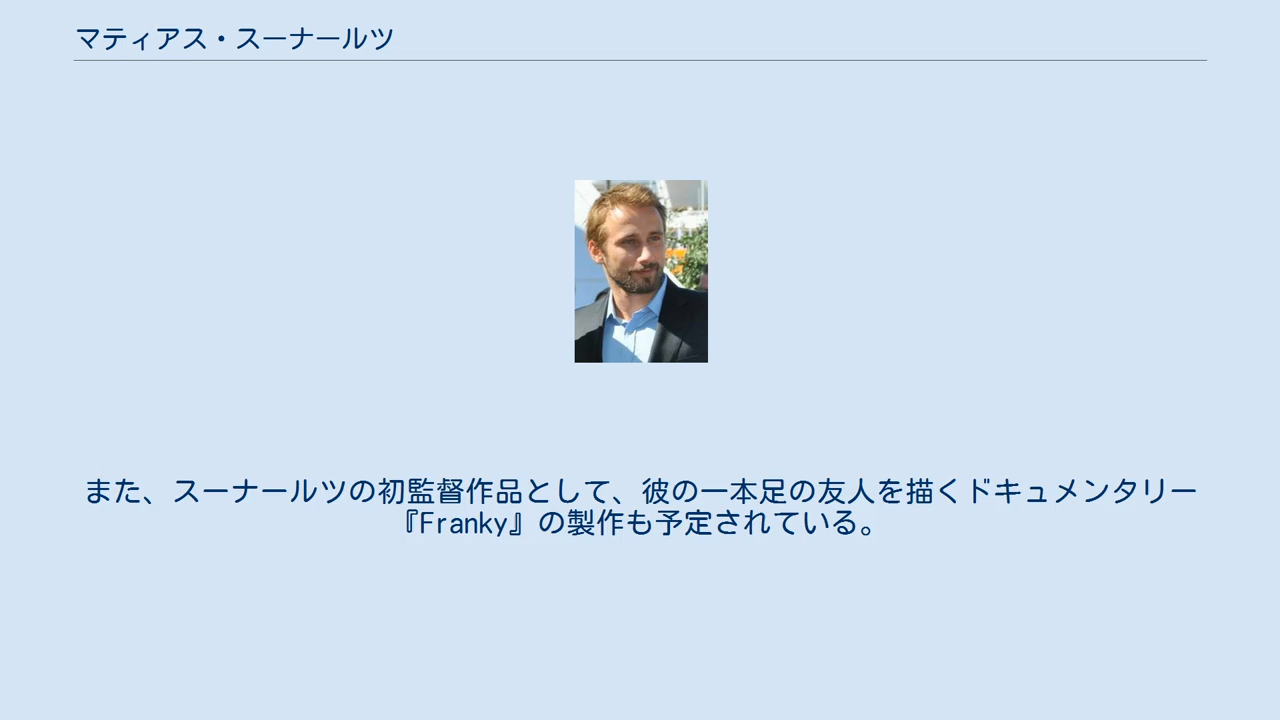 マティアス・スーナールツ
また、スーナールツの初監督作品として、彼の一本足の友人を描くドキュメンタリー
『Franky』の製作も予定されている。